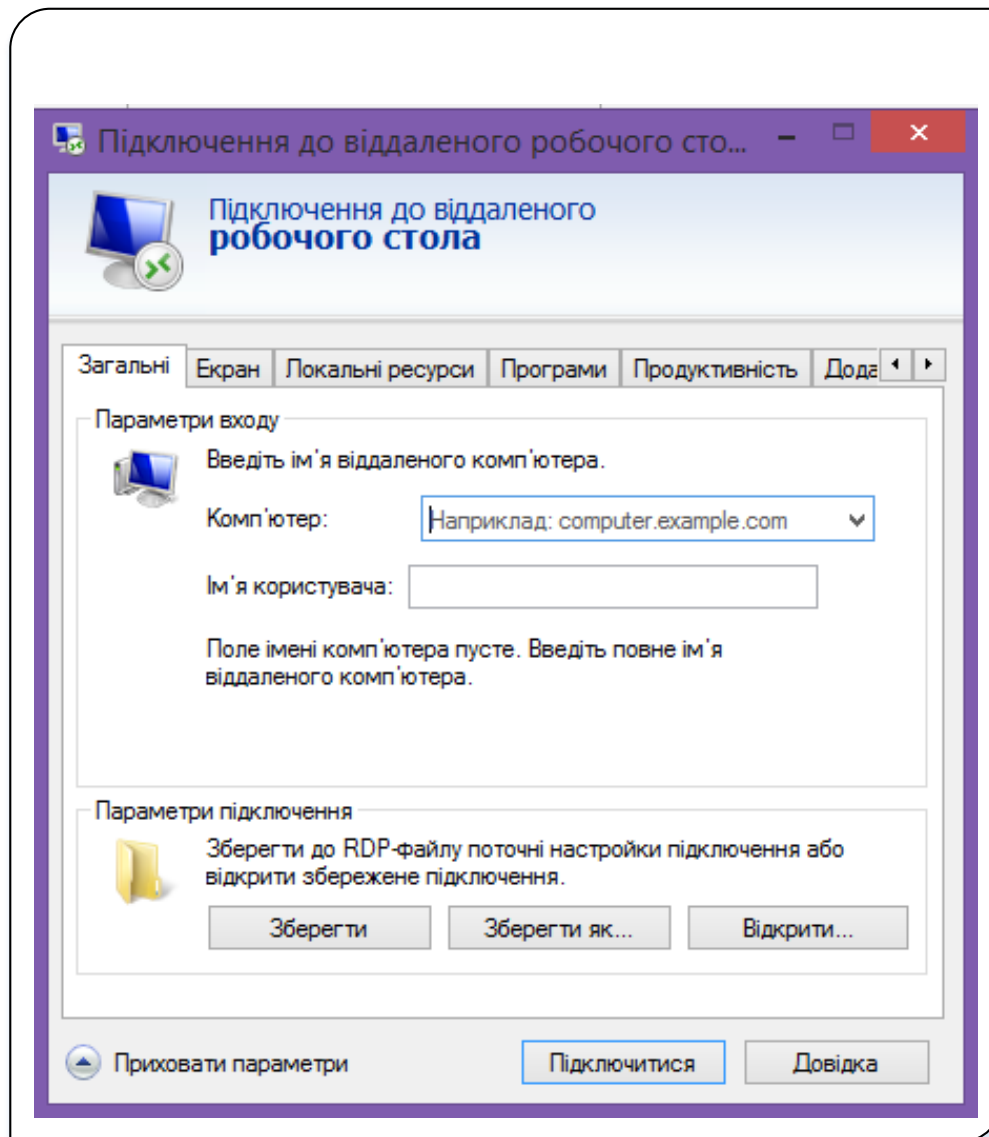 Підключення до віддаленого робочого сто...
Підключення до віддаленого
робочого стола
Загальні Екран Локальні ресурси Програми Продуктивність Дода
Параметри входу
Введіть ім'я віддаленого комп'ютера.
Комп'ютер: Наприклад: computer.example.com
Ім'я користувача:
Поле імені комп'ютера пусте. Введіть повне ім'я
віддаленого комп'ютера.
Параметри підключення
Зберегти до RDP-файлу поточні настройки підключення або
відкрити збережене підключення.
Зберегти Зберегти як... Відкрити...
Приховати параметри Підключитися Довідка